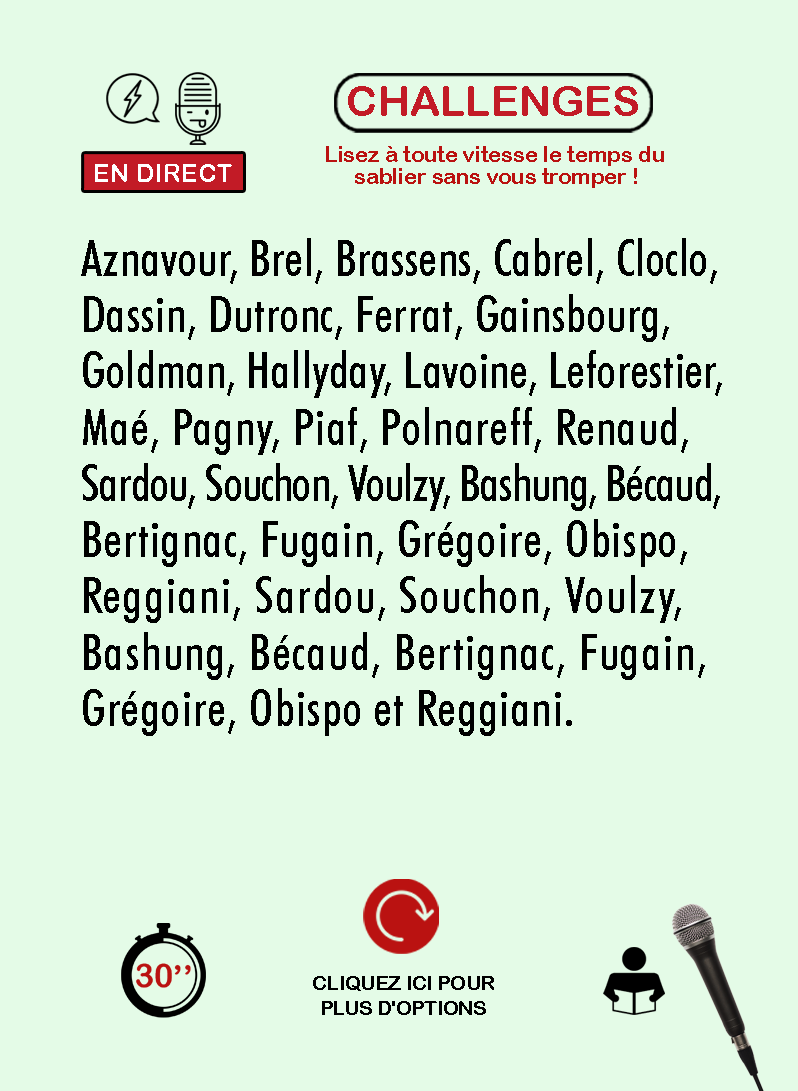 CHALLENGES
EN DIRECT
Lisez à toute vitesse le temps du
sablier sans vous tromper !
Aznavour, Brel, Brassens, Cabrel, Cloclo,
Dassin, Dutronc, Ferrat, Gainsbourg,
Goldman, Hallyday, Lavoine, Leforestier,
Maé, Pagny, Piaf, Polnareff, Renaud,
Sardou, Souchon, Voulzy, Bashung, Bécaud,
Bertignac, Fugain, Grégoire, Obispo,
Reggiani, Sardou, Souchon, Voulzy,
Bashung, Bécaud, Bertignac, Fugain,
Grégoire, Obispo et Reggiani.
30’’
CLIQUEZ ICI POUR
PLUS D'OPTIONS